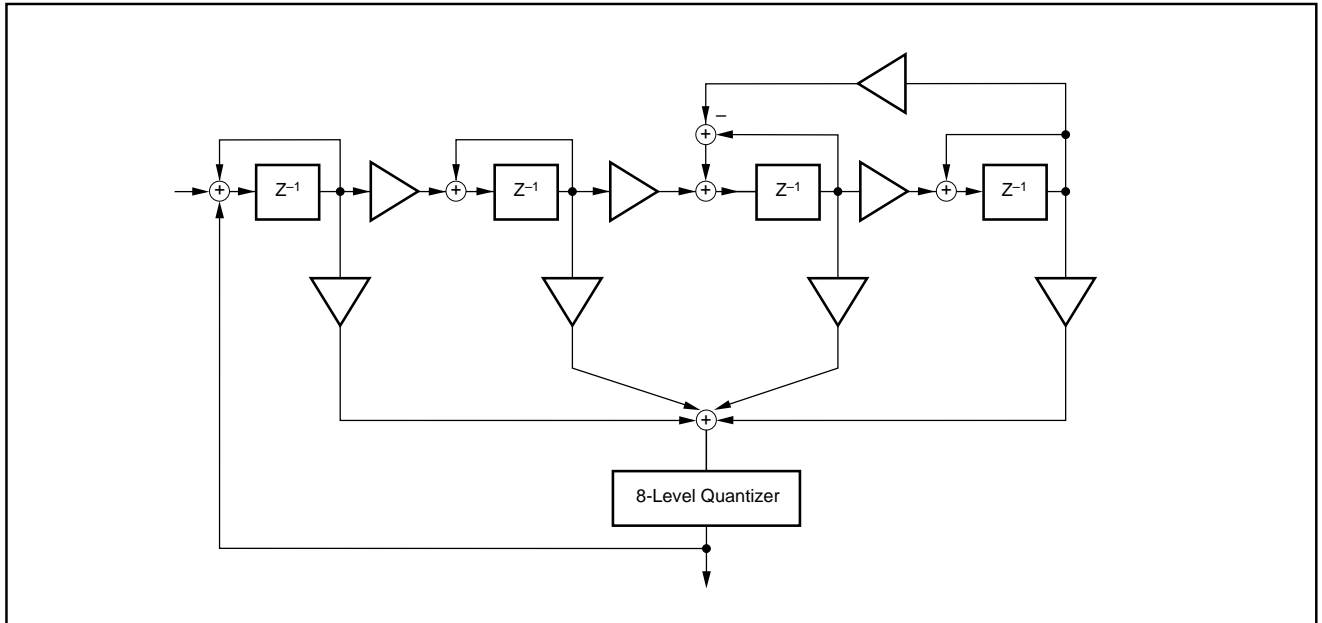 –
+ Z⁻¹ + Z⁻¹ + Z⁻¹ + Z⁻¹
+
+
8-Level Quantizer